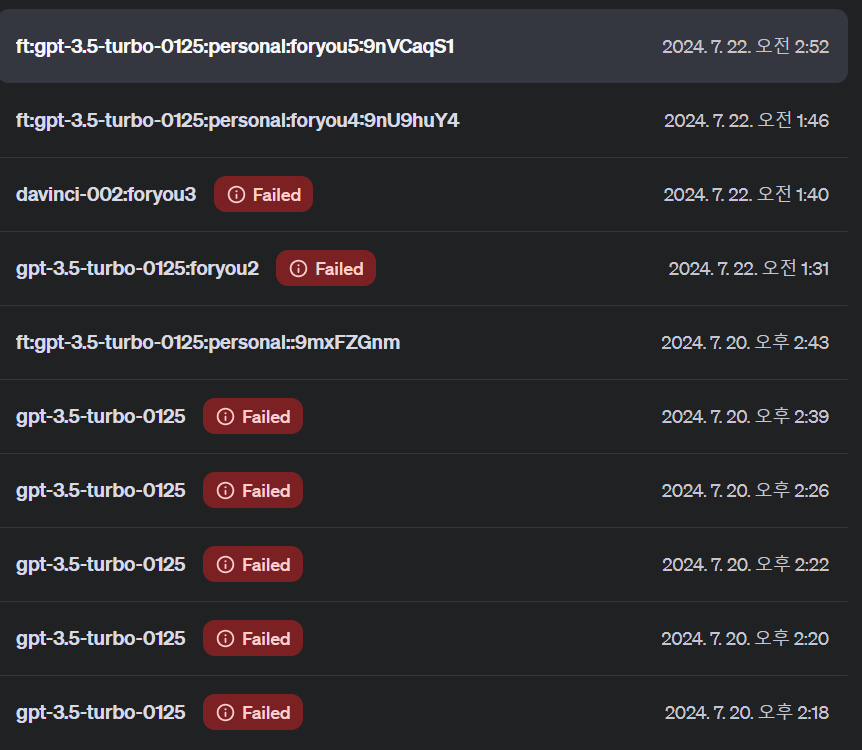 ft:gpt-3.5-turbo-0125:personal:foryou5:9nVCaqS1 2024. 7. 22. 오전 2:52
ft:gpt-3.5-turbo-0125:personal:foryou4:9nU9huY4 2024. 7. 22. 오전 1:46
davinci-002:foryou3 Failed 2024. 7. 22. 오전 1:40
gpt-3.5-turbo-0125:foryou2 Failed 2024. 7. 22. 오전 1:31
ft:gpt-3.5-turbo-0125:personal::9mxFZGnm 2024. 7. 20. 오후 2:43
gpt-3.5-turbo-0125 Failed 2024. 7. 20. 오후 2:39
gpt-3.5-turbo-0125 Failed 2024. 7. 20. 오후 2:26
gpt-3.5-turbo-0125 Failed 2024. 7. 20. 오후 2:22
gpt-3.5-turbo-0125 Failed 2024. 7. 20. 오후 2:20
gpt-3.5-turbo-0125 Failed 2024. 7. 20. 오후 2:18